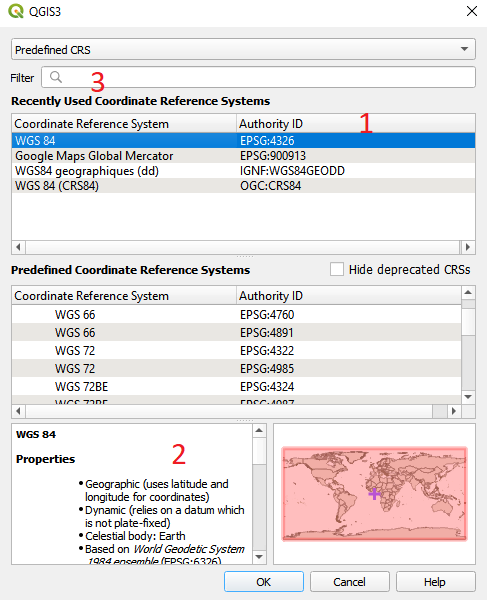 QGIS3
Predefined CRS
Filter
3
Recently Used Coordinate Reference Systems
1
Coordinate Reference System Authority ID
WGS 84 EPSG:4326
Google Maps Global Mercator EPSG:900913
WGS84 geographiques (dd) IGNF:WGS84GEODD
WGS 84 (CRS84) OGC:CRS84
Predefined Coordinate Reference Systems Hide deprecated CRSs
Coordinate Reference System Authority ID
WGS 66 EPSG:4760
WGS 66 EPSG:4891
WGS 72 EPSG:4322
WGS 72 EPSG:4985
WGS 72BE EPSG:4324
WGS 72BE EPSG:4987
WGS 84
2
Properties
• Geographic (uses latitude and
longitude for coordinates)
• Dynamic (relies on a datum which
is not plate-fixed)
• Celestial body: Earth
• Based on World Geodetic System
1984 ensemble (EPSG:6326)
OK Cancel Help